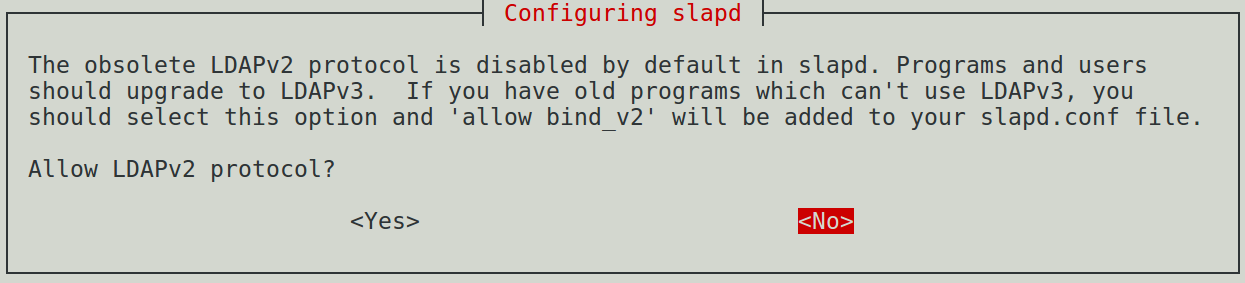 Configuring slapd
The obsolete LDAPv2 protocol is disabled by default in slapd. Programs and users
should upgrade to LDAPv3.  If you have old programs which can't use LDAPv3, you
should select this option and 'allow bind_v2' will be added to your slapd.conf file.
Allow LDAPv2 protocol?
<Yes> <No>